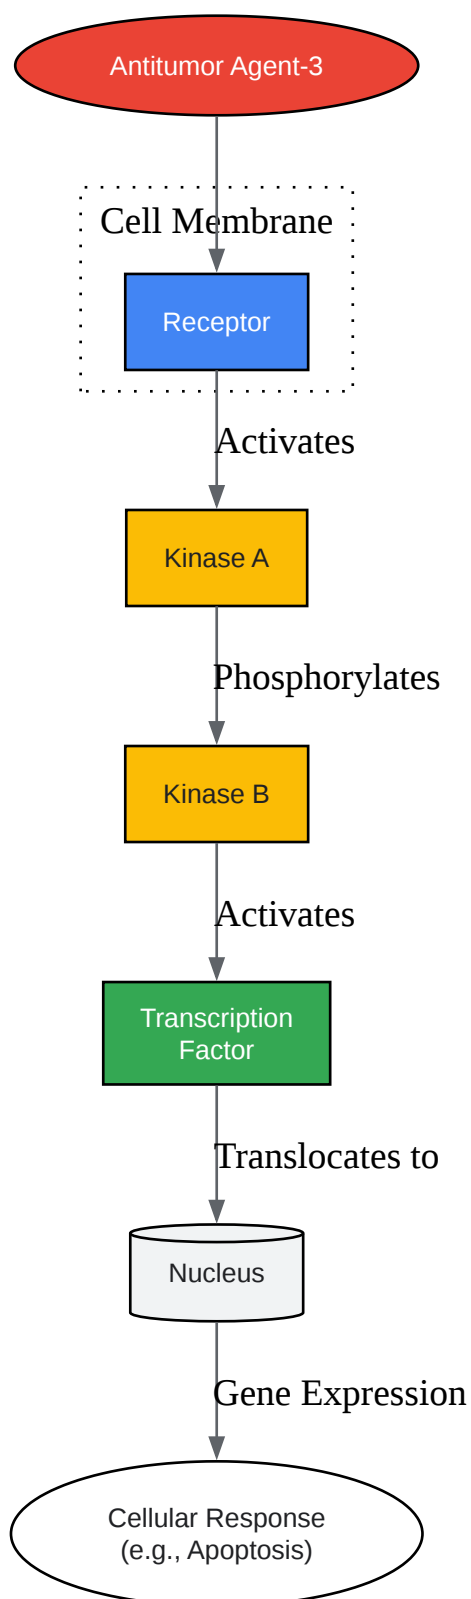 Antitumor Agent-3
Cell Membrane
Receptor
Activates
Kinase A
Phosphorylates
Kinase B
Activates
Transcription
Factor
Translocates to
Nucleus
Gene Expression
Cellular Response
(e.g., Apoptosis)